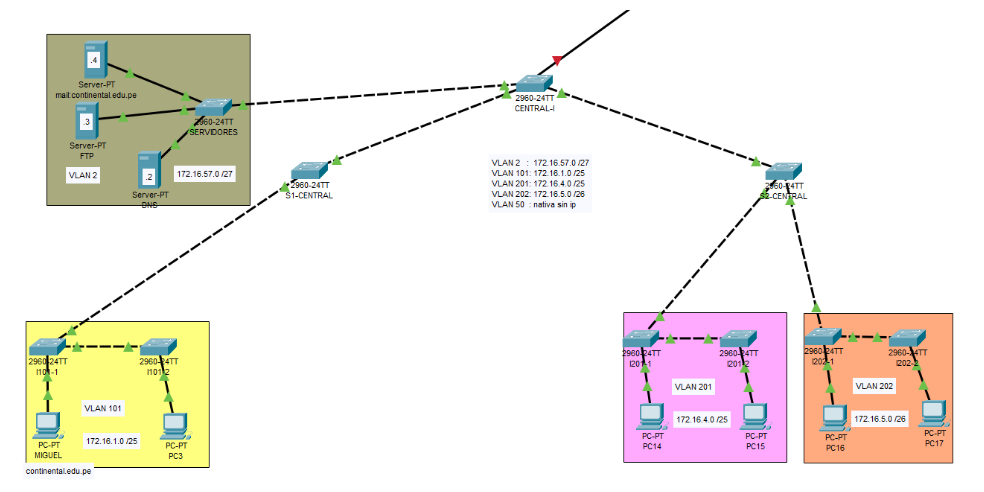 .4
Server-PT
mail:continental.edu.pe
.3
Server-PT
FTP
2960-24TT
SERVIDORES
VLAN 2
.2
172.16.57.0 /27
Server-PT
DNS
2960-24TT
CENTRAL-I
2960-24TT
S1-CENTRAL
VLAN 2 : 172.16.57.0 /27
VLAN 101: 172.16.1.0 /25
VLAN 201: 172.16.4.0 /25
VLAN 202: 172.16.5.0 /26
VLAN 50 : nativa sin ip
2960-24TT
S2-CENTRAL
2960-24TT
I101-1
2960-24TT
I101-2
VLAN 101
172.16.1.0 /25
PC-PT
MIGUEL
PC-PT
PC3
continental.edu.pe
2960-24TT
I201-1
2960-24TT
I201-2
VLAN 201
172.16.4.0 /25
PC-PT
PC14
PC-PT
PC15
2960-24TT
I202-1
2960-24TT
I202-2
VLAN 202
172.16.5.0 /26
PC-PT
PC16
PC-PT
PC17